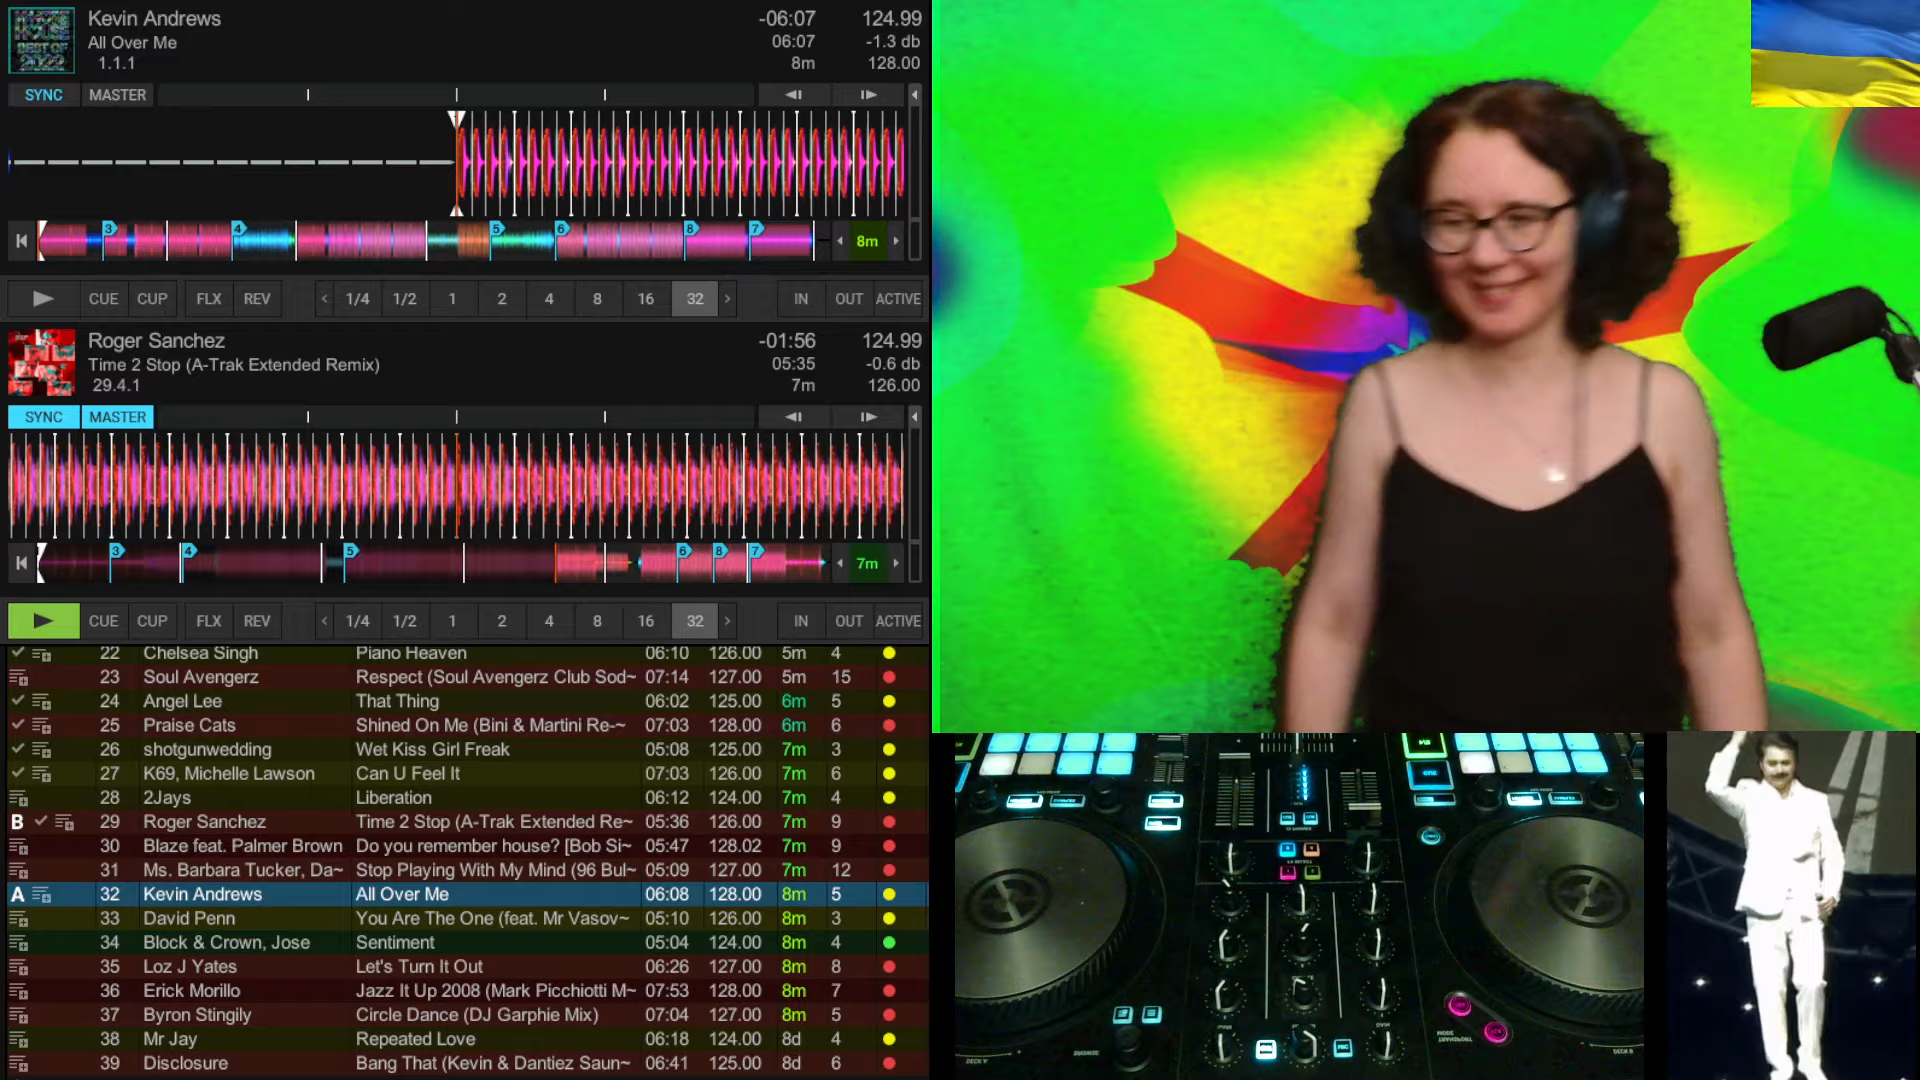 HOUSE
BEST OF
2022
Kevin Andrews
All Over Me
1.1.1
-06:07 124.99
06:07 -1.3 db
8m 128.00
SYNC MASTER
3 4 5 6 8 7
8m
CUE CUP FLX REV < 1/4 1/2 1 2 4 8 16 32 > IN OUT ACTIVE
Roger Sanchez
Time 2 Stop (A-Trak Extended Remix)
29.4.1
-01:56 124.99
05:35 -0.6 db
7m 126.00
SYNC MASTER
3 4 5 6 8 7
7m
CUE CUP FLX REV < 1/4 1/2 1 2 4 8 16 32 > IN OUT ACTIVE
22 Chelsea Singh Piano Heaven 06:10 126.00 5m 4
23 Soul Avengerz Respect (Soul Avengerz Club Sod~ 07:14 127.00 5m 15
24 Angel Lee That Thing 06:02 125.00 6m 5
25 Praise Cats Shined On Me (Bini & Martini Re-~ 07:03 128.00 6m 6
26 shotgunwedding Wet Kiss Girl Freak 05:08 125.00 7m 3
27 K69, Michelle Lawson Can U Feel It 07:03 126.00 7m 6
28 2Jays Liberation 06:12 124.00 7m 4
B 29 Roger Sanchez Time 2 Stop (A-Trak Extended Re~ 05:36 126.00 7m 9
30 Blaze feat. Palmer Brown Do you remember house? [Bob Si~ 05:47 128.02 7m 9
31 Ms. Barbara Tucker, Da~ Stop Playing With My Mind (96 Bul~ 05:09 127.00 7m 12
A 32 Kevin Andrews All Over Me 06:08 128.00 8m 5
33 David Penn You Are The One (feat. Mr Vasov~ 05:10 126.00 8m 3
34 Block & Crown, Jose Sentiment 05:04 124.00 8m 4
35 Loz J Yates Let's Turn It Out 06:26 127.00 8m 8
36 Erick Morillo Jazz It Up 2008 (Mark Picchiotti M~ 07:53 128.00 8m 7
37 Byron Stingily Circle Dance (DJ Garphie Mix) 07:04 127.00 8m 5
38 Mr Jay Repeated Love 06:18 124.00 8d 4
39 Disclosure Bang That (Kevin & Dantiez Saun~ 06:41 125.00 8d 6